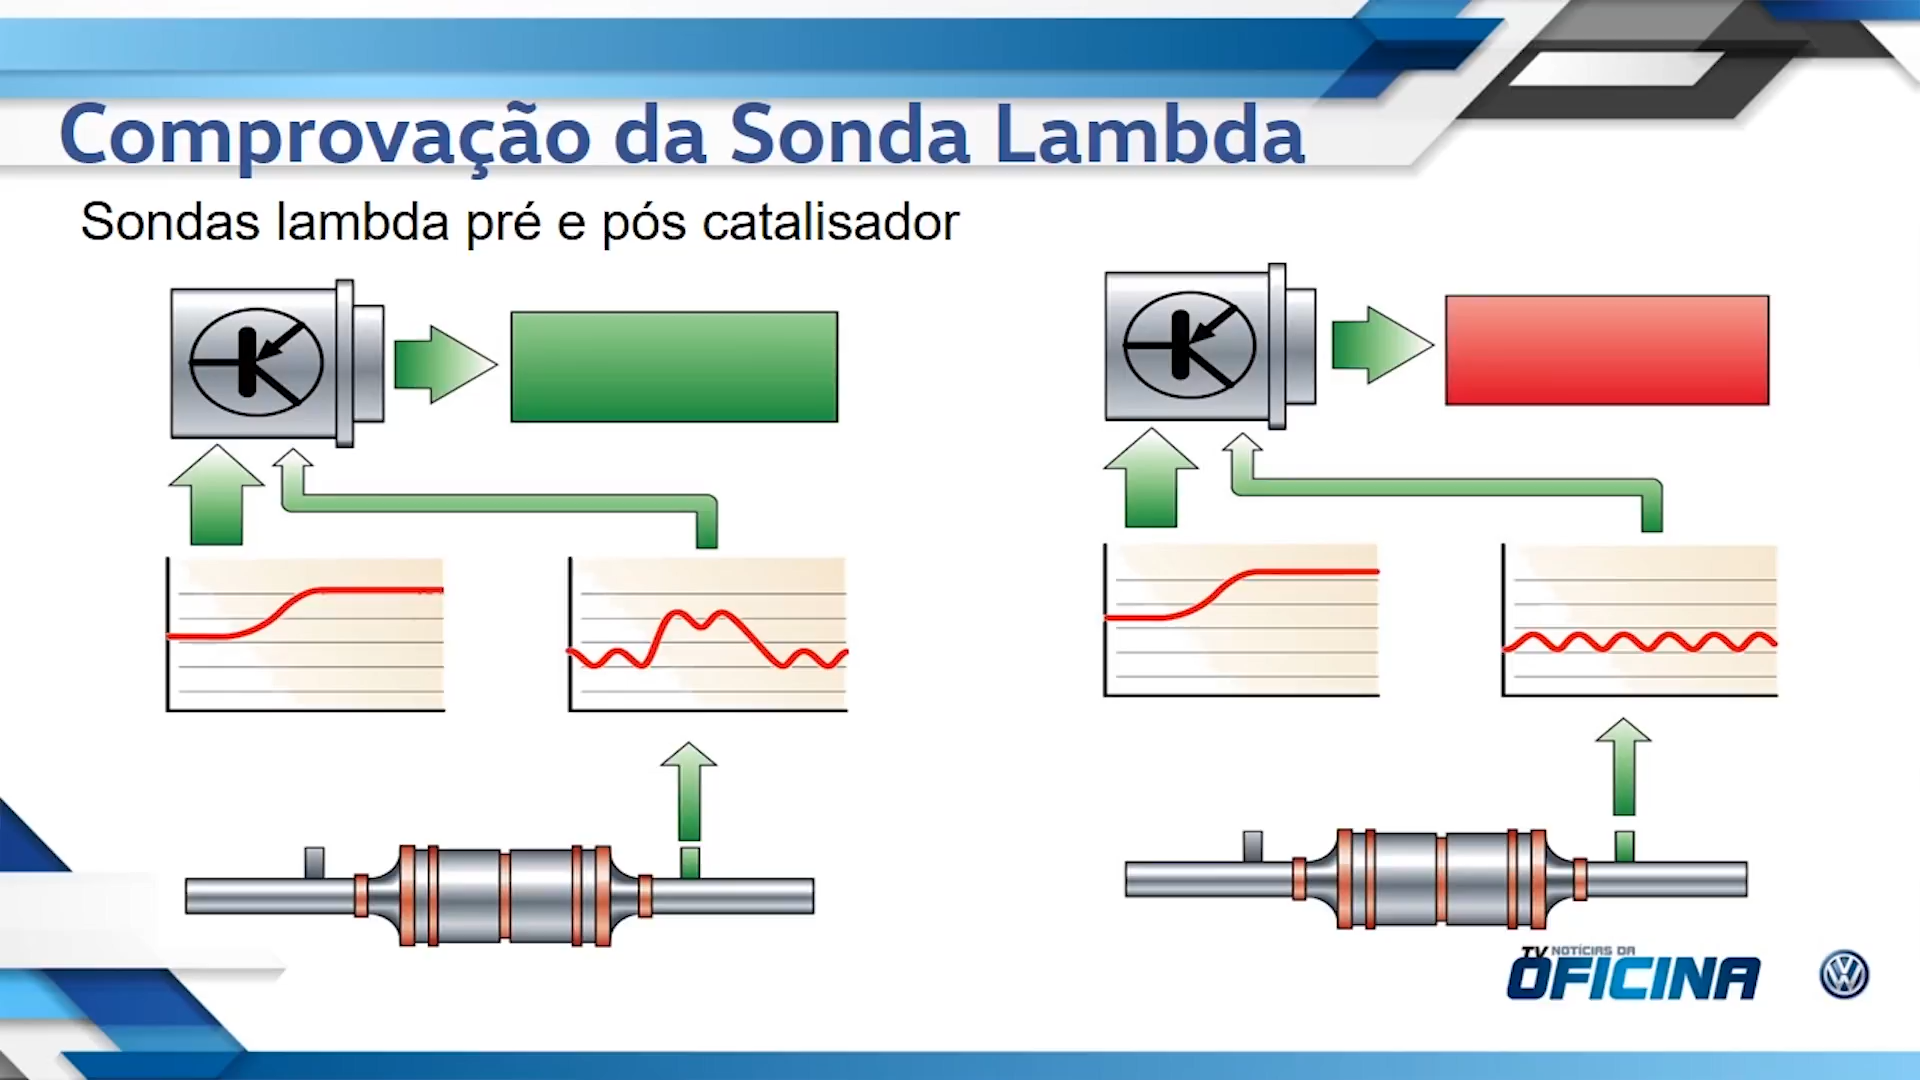 Comprovação da Sonda Lambda
Sondas lambda pré e pós catalisador
TV NOTÍCIAS DA
OFICINA